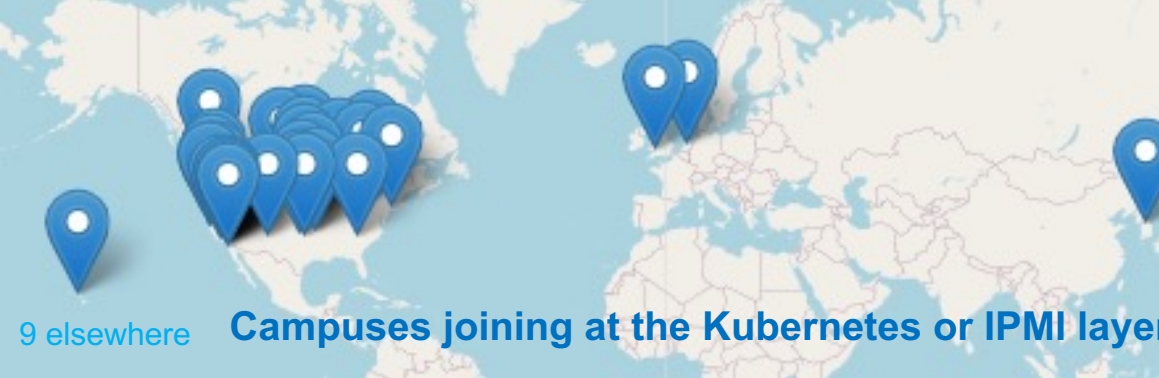 9 elsewhere
Campuses joining at the Kubernetes or IPMI layer